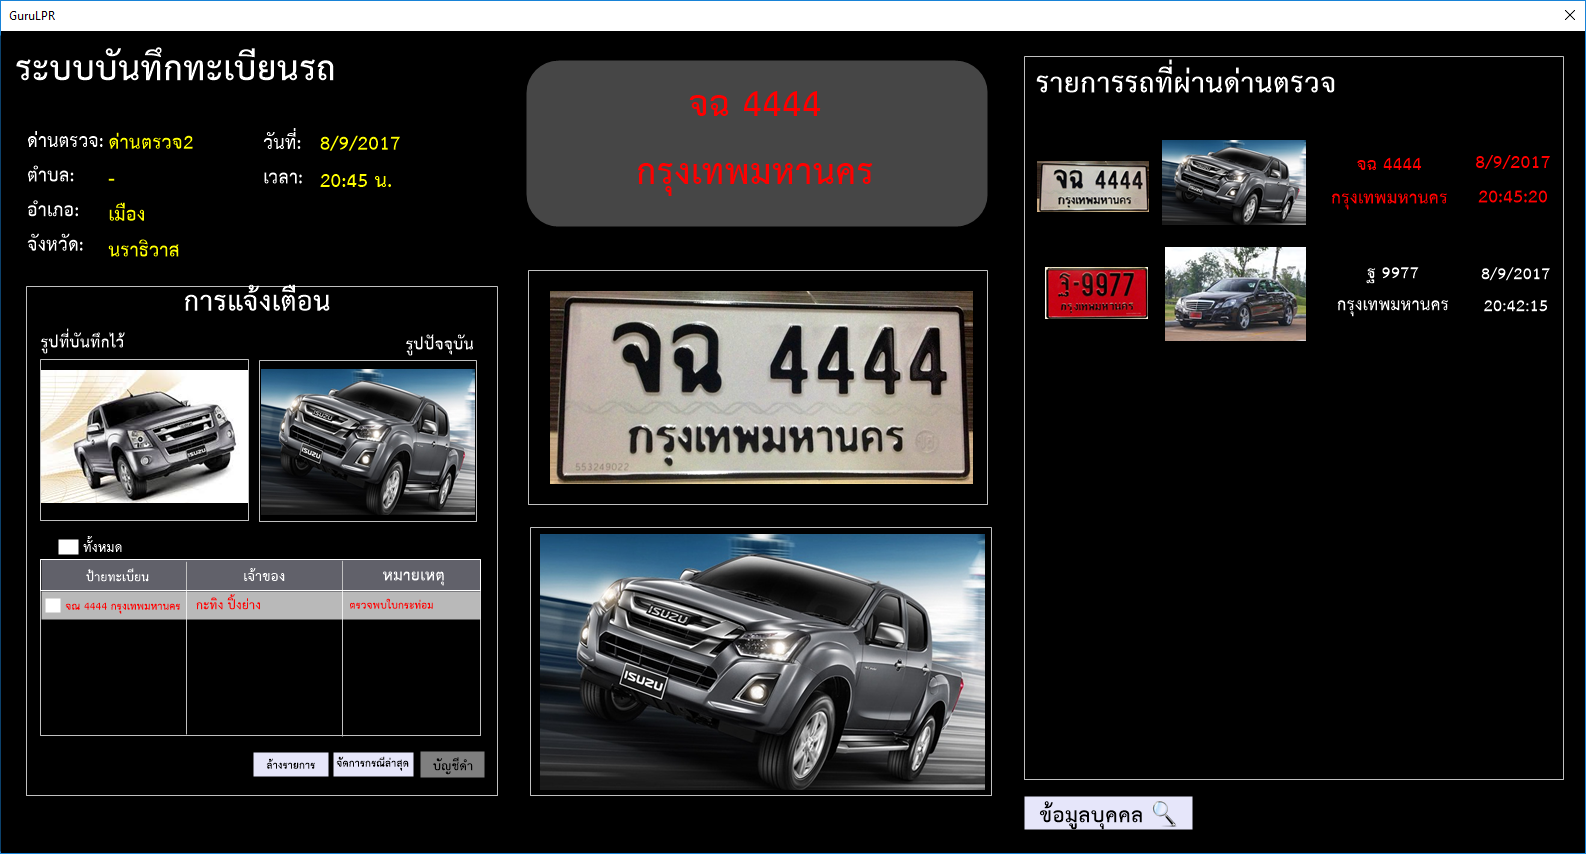 GuruLPR
ระบบบันทึกทะเบียนรถ
ด่านตรวจ: ด่านตรวจ2
วันที่: 8/9/2017
ตำบล: -
เวลา: 20:45 น.
อำเภอ: เมือง
จังหวัด: นราธิวาส
การแจ้งเตือน
รูปที่บันทึกไว้
รูปปัจจุบัน
ISUZU
ISUZU
ทั้งหมด
ป้ายทะเบียน เจ้าของ หมายเหตุ
จฉ 4444 กรุงเทพมหานคร กะทิง ปิ้งย่าง ตรวจพบใบกระท่อม
ล้างรายการ จัดการกรณีล่าสุด บัญชีดำ
จฉ 4444
กรุงเทพมหานคร
จฉ 4444
กรุงเทพมหานคร
553249022
ISUZU
ISUZU
รายการรถที่ผ่านด่านตรวจ
จฉ 4444
กรุงเทพมหานคร
จฉ 4444 8/9/2017
กรุงเทพมหานคร 20:45:20
ฐ-9977
กรุงเทพมหานคร
ฐ 9977 8/9/2017
กรุงเทพมหานคร 20:42:15
ข้อมูลบุคคล